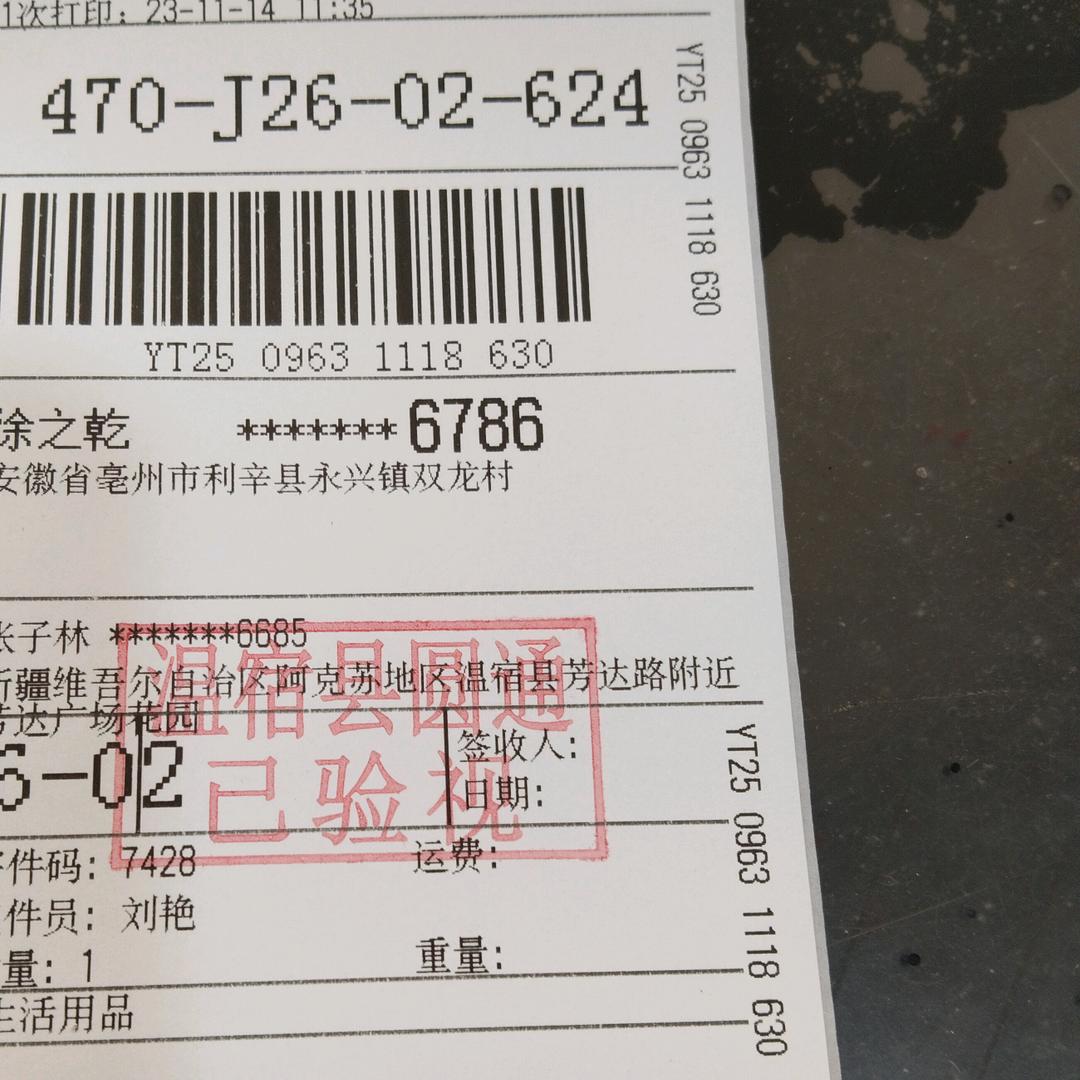 1次打印: 23-11-14 11:35
470-J26-02-624
YT25 0963 1118 630
YT25 0963 1118 630
涂之乾 *******6786
安徽省亳州市利辛县永兴镇双龙村
张子林 *******6685
新疆维吾尔自治区阿克苏地区温宿县芳达路附近
芳达广场花园
温宿县圆通
已验视
6-02
签收人:
日期:
YT25 0963 1118 630
件码: 7428
运费:
件员: 刘艳
量: 1
重量:
生活用品